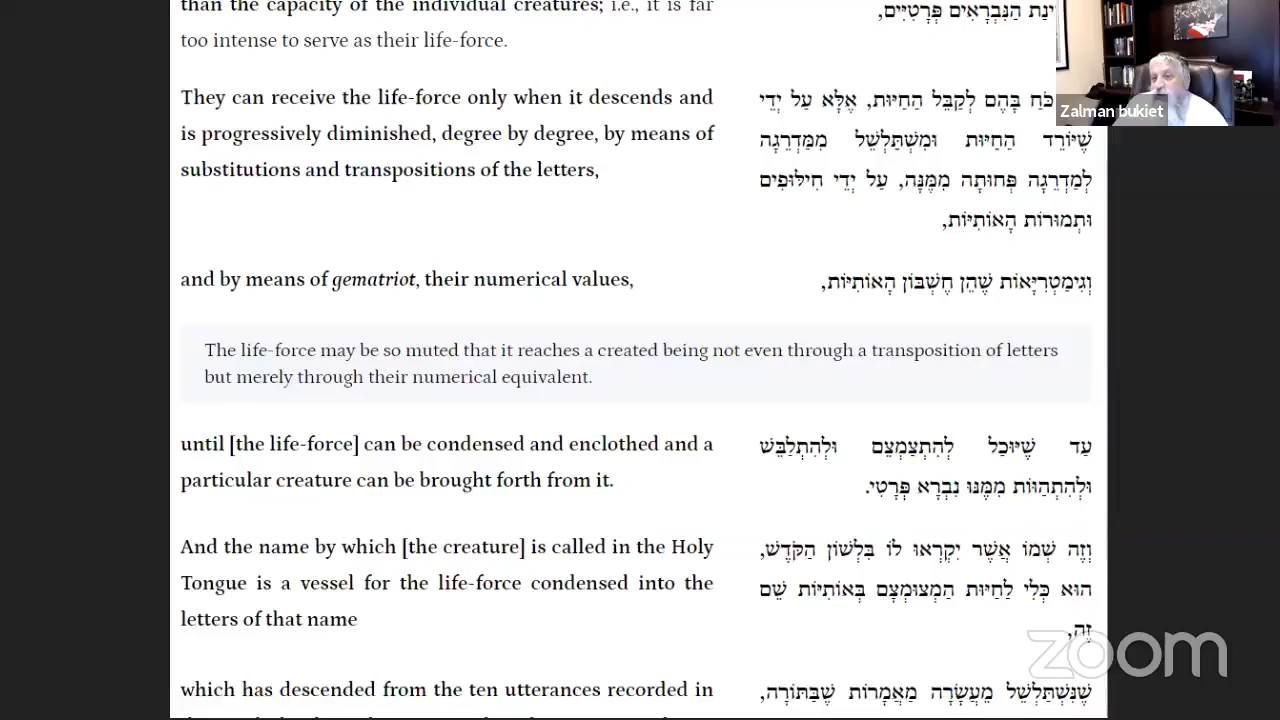 than the capacity of the individual creatures; i.e., it is far
too intense to serve as their life-force.
ינַת הַנִּבְרָאִים פְּרָטִיִּים,
They can receive the life-force only when it descends and
is progressively diminished, degree by degree, by means of
substitutions and transpositions of the letters,
כֹּחַ בָּהֶם לְקַבֵּל הַחַיּוּת, אֶלָּא עַל יְדֵי
שֶׁיּוֹרֵד הַחַיּוּת וּמִשְׁתַּלְשֵׁל מִמַּדְרֵגָה
לְמַדְרֵגָה פְּחוּתָה מִמֶּנָּה, עַל יְדֵי חִילּוּפִים
וּתְמוּרוֹת הָאוֹתִיּוֹת,
and by means of gematriot, their numerical values,
וְגִימַטְרִיָּאוֹת שֶׁהֵן חֶשְׁבּוֹן הָאוֹתִיּוֹת,
The life-force may be so muted that it reaches a created being not even through a transposition of letters
but merely through their numerical equivalent.
until [the life-force] can be condensed and enclothed and a
particular creature can be brought forth from it.
עַד שֶׁיּוּכַל לְהִתְצַמְצֵם וּלְהִתְלַבֵּשׁ
וּלְהִתְהַוּוֹת מִמֶּנּוּ נִבְרָא פְּרָטִי.
And the name by which [the creature] is called in the Holy
Tongue is a vessel for the life-force condensed into the
letters of that name
וְזֶה שְׁמוֹ אֲשֶׁר יִקְרְאוּ לוֹ בִּלְשׁוֹן הַקֹּדֶשׁ,
הוּא כְּלִי לַחַיּוּת הַמְצוּמְצָם בְּאוֹתִיּוֹת שֵׁם
זֶה,
which has descended from the ten utterances recorded in
שֶׁנִּשְׁתַּלְשֵׁל מֵעֲשָׂרָה מַאֲמָרוֹת שֶׁבַּתּוֹרָה,
Zalman bukiet
zoom